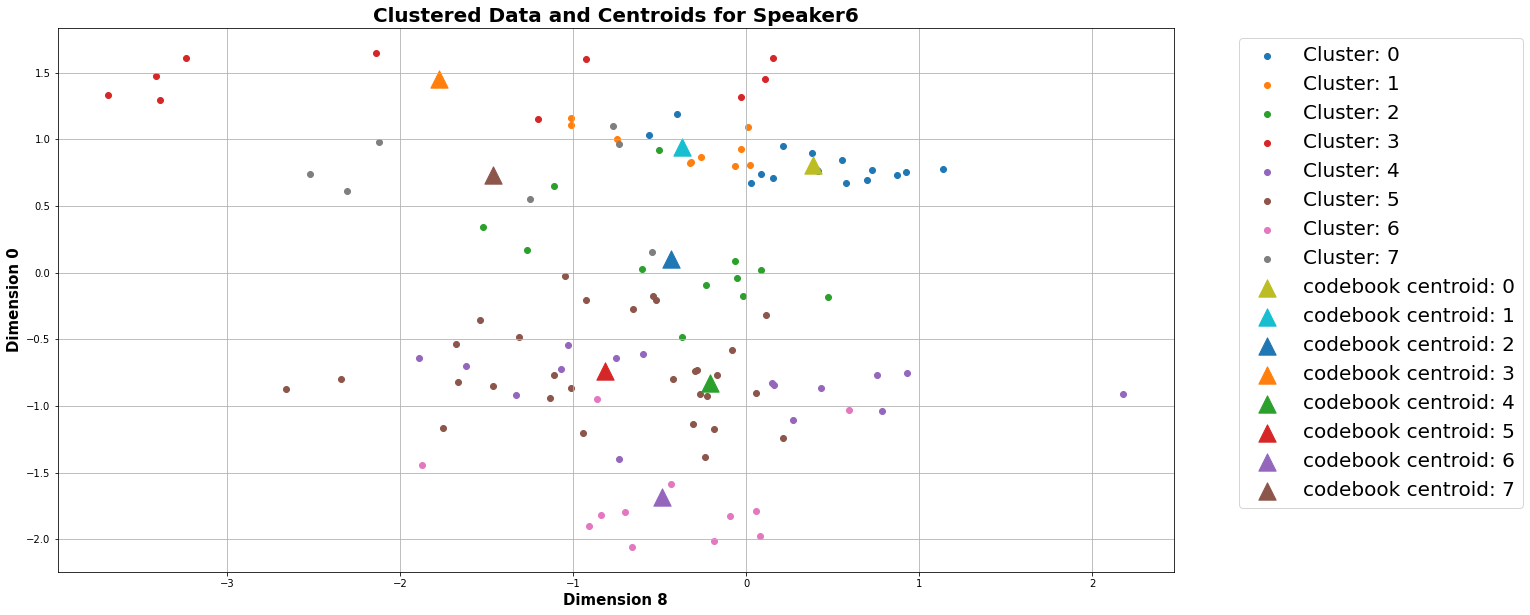 Clustered Data and Centroids for Speaker6
Dimension 0
1.5
1.0
0.5
0.0
−0.5
−1.0
−1.5
−2.0
−3
−2
−1
0
1
2
Dimension 8
Cluster: 0
Cluster: 1
Cluster: 2
Cluster: 3
Cluster: 4
Cluster: 5
Cluster: 6
Cluster: 7
codebook centroid: 0
codebook centroid: 1
codebook centroid: 2
codebook centroid: 3
codebook centroid: 4
codebook centroid: 5
codebook centroid: 6
codebook centroid: 7